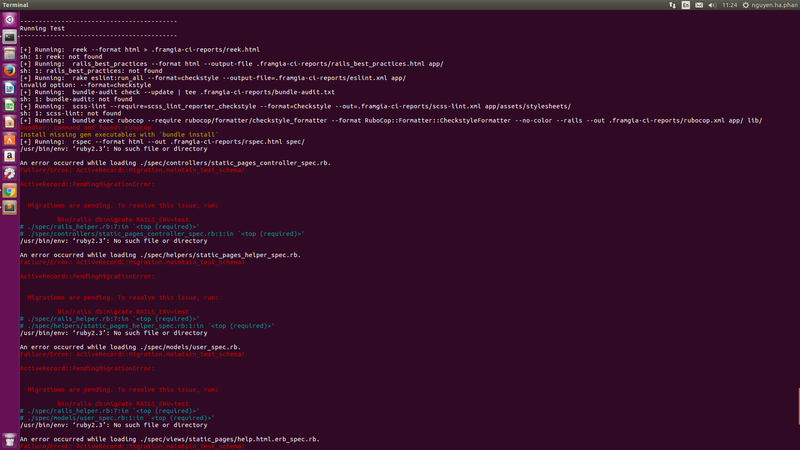 Terminal
En
11:24
nguyen.ha.phan
------------------------------------------
Running Test
------------------------------------------
[+] Running:  reek --format html > .frangia-ci-reports/reek.html
sh: 1: reek: not found
[+] Running:  rails_best_practices --format html --output-file .frangia-ci-reports/rails_best_practices.html app/
sh: 1: rails_best_practices: not found
[+] Running:  rake eslint:run_all --format=checkstyle --output-file=.frangia-ci-reports/eslint.xml app/
invalid option: --format=checkstyle
[+] Running:  bundle-audit check --update | tee .frangia-ci-reports/bundle-audit.txt
sh: 1: bundle-audit: not found
[+] Running:  scss-lint --require=scss_lint_reporter_checkstyle --format=Checkstyle --out=.frangia-ci-reports/scss-lint.xml app/assets/stylesheets/
sh: 1: scss-lint: not found
[+] Running:  bundle exec rubocop --require rubocop/formatter/checkstyle_formatter --format RuboCop::Formatter::CheckstyleFormatter --no-color --rails --out .frangia-ci-reports/rubocop.xml app/ lib/
bundler: command not found: rubocop
Install missing gem executables with `bundle install`
[+] Running:  rspec --format html --out .frangia-ci-reports/rspec.html spec/
/usr/bin/env: ‘ruby2.3’: No such file or directory
An error occurred while loading ./spec/controllers/static_pages_controller_spec.rb.
Failure/Error: ActiveRecord::Migration.maintain_test_schema!
ActiveRecord::PendingMigrationError:
Migrations are pending. To resolve this issue, run:
bin/rails db:migrate RAILS_ENV=test
# ./spec/rails_helper.rb:7:in `<top (required)>'
# ./spec/controllers/static_pages_controller_spec.rb:1:in `<top (required)>'
/usr/bin/env: ‘ruby2.3’: No such file or directory
An error occurred while loading ./spec/helpers/static_pages_helper_spec.rb.
Failure/Error: ActiveRecord::Migration.maintain_test_schema!
ActiveRecord::PendingMigrationError:
Migrations are pending. To resolve this issue, run:
bin/rails db:migrate RAILS_ENV=test
# ./spec/rails_helper.rb:7:in `<top (required)>'
# ./spec/helpers/static_pages_helper_spec.rb:1:in `<top (required)>'
/usr/bin/env: ‘ruby2.3’: No such file or directory
An error occurred while loading ./spec/models/user_spec.rb.
Failure/Error: ActiveRecord::Migration.maintain_test_schema!
ActiveRecord::PendingMigrationError:
Migrations are pending. To resolve this issue, run:
bin/rails db:migrate RAILS_ENV=test
# ./spec/rails_helper.rb:7:in `<top (required)>'
# ./spec/models/user_spec.rb:1:in `<top (required)>'
/usr/bin/env: ‘ruby2.3’: No such file or directory
An error occurred while loading ./spec/views/static_pages/help.html.erb_spec.rb.
Failure/Error: ActiveRecord::Migration.maintain_test_schema!